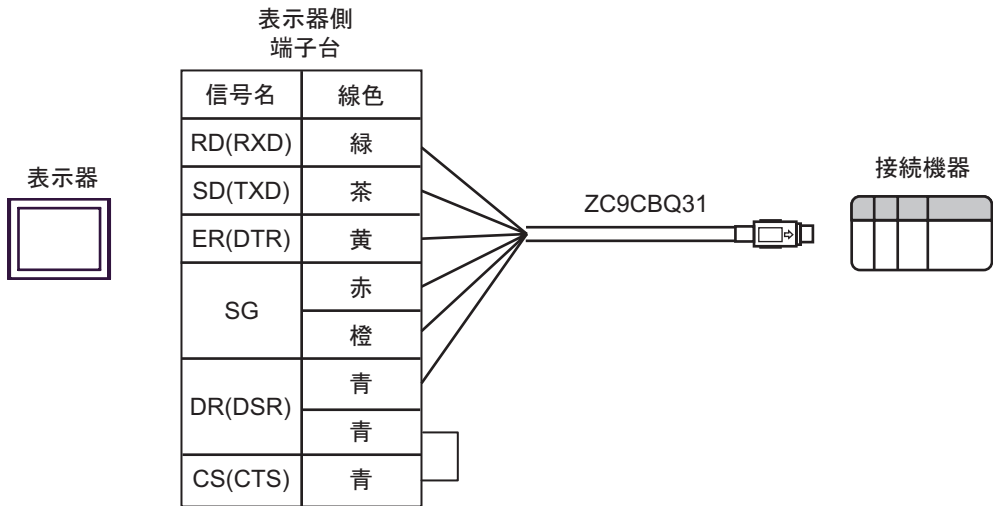 表示器側
端子台
信号名 線色
RD(RXD) 緑
SD(TXD) 茶
ER(DTR) 黄
SG 赤
橙
DR(DSR) 青
青
CS(CTS) 青
表示器
ZC9CBQ31
接続機器